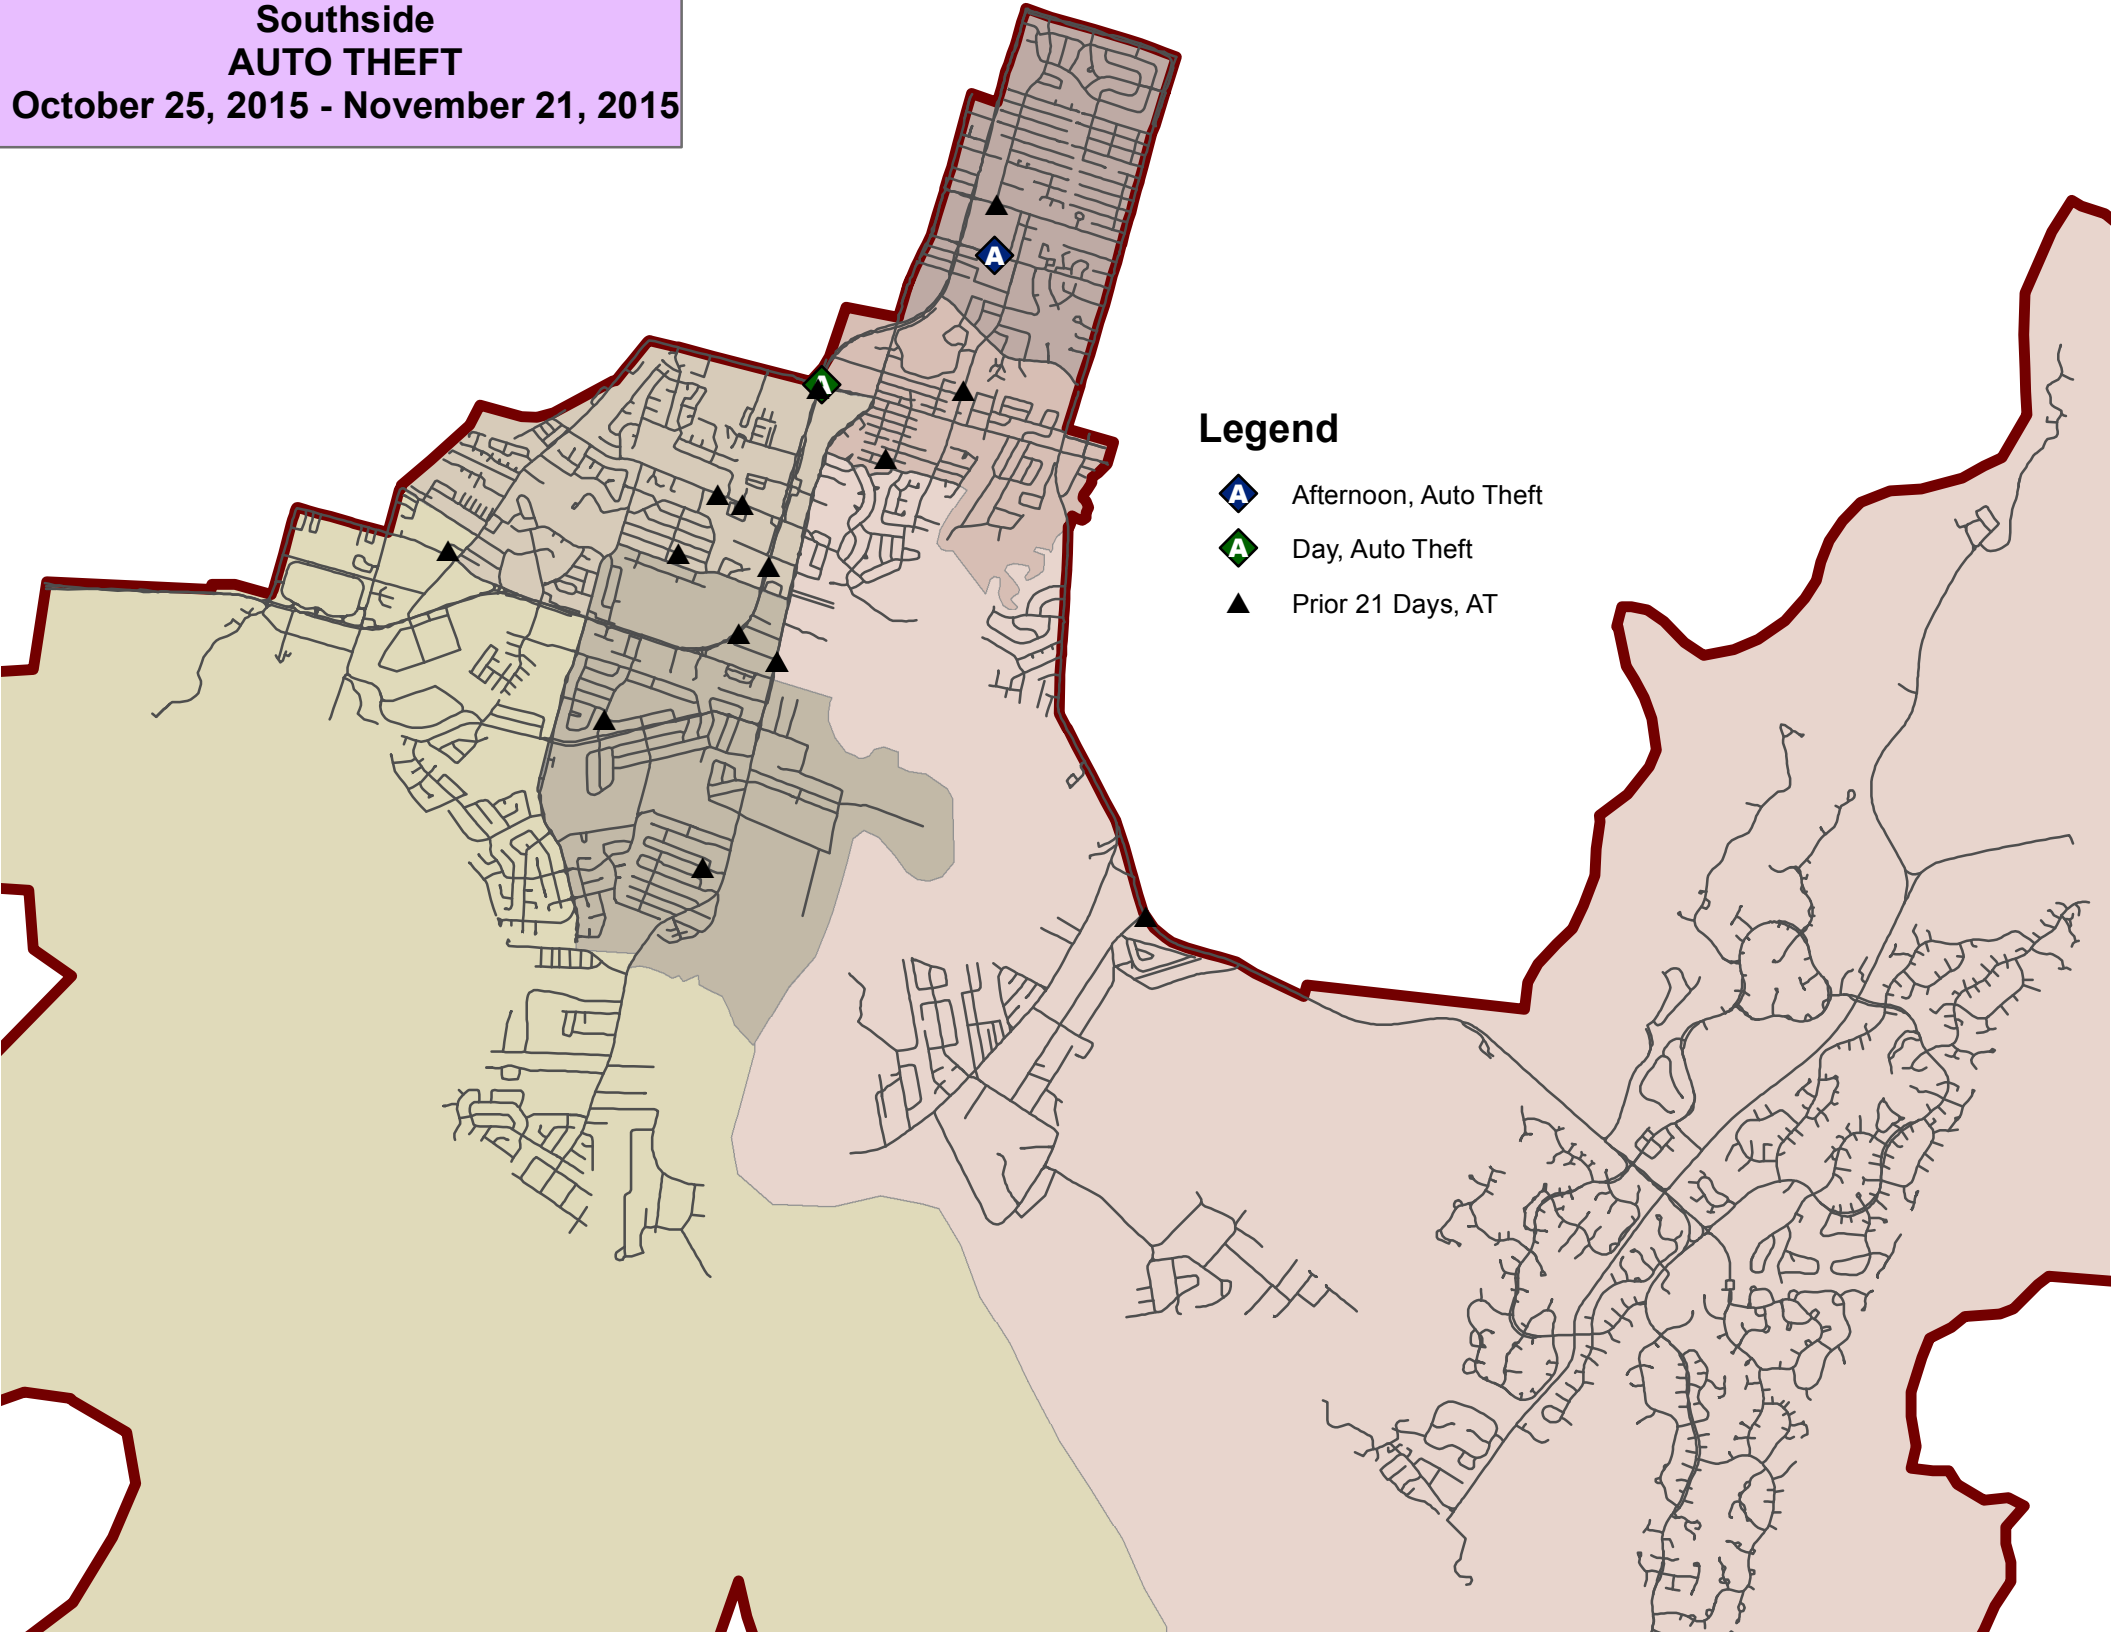 Southside
AUTO THEFT
October 25, 2015 - November 21, 2015
A
A
Legend
A Afternoon, Auto Theft
A Day, Auto Theft
Prior 21 Days, AT